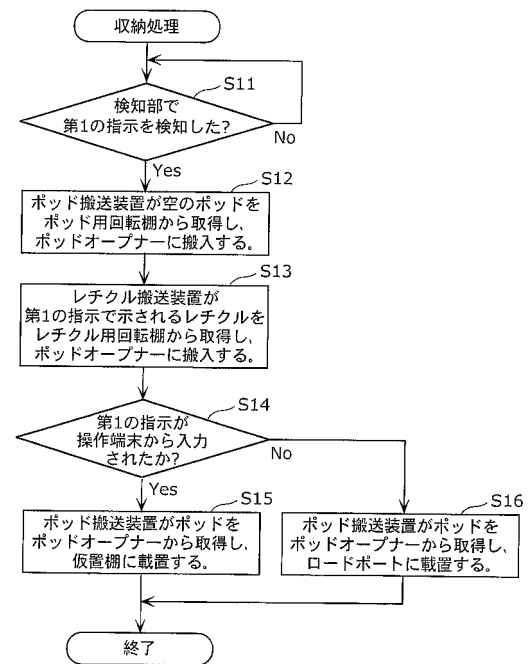 収納処理
S11
検知部で
第1の指示を検知した?
No
Yes
S12
ポッド搬送装置が空のポッドを
ポッド用回転棚から取得し、
ポッドオープナーに搬入する。
S13
レチクル搬送装置が
第1の指示で示されるレチクルを
レチクル用回転棚から取得し、
ポッドオープナーに搬入する。
S14
第1の指示が
操作端末から入力
されたか?
No
Yes
S15
ポッド搬送装置がポッドを
ポッドオープナーから取得し、
仮置棚に載置する。
S16
ポッド搬送装置がポッドを
ポッドオープナーから取得し、
ロードポートに載置する。
終了